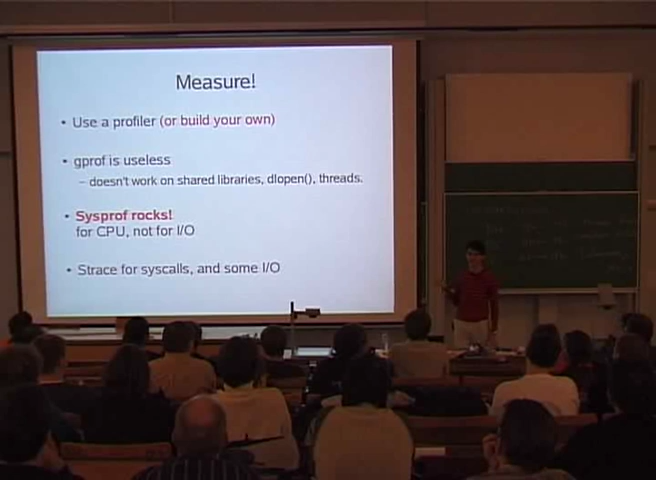 Measure!
• Use a profiler (or build your own)
• gprof is useless
– doesn't work on shared libraries, dlopen(), threads.
• Sysprof rocks!
for CPU, not for I/O
• Strace for syscalls, and some I/O